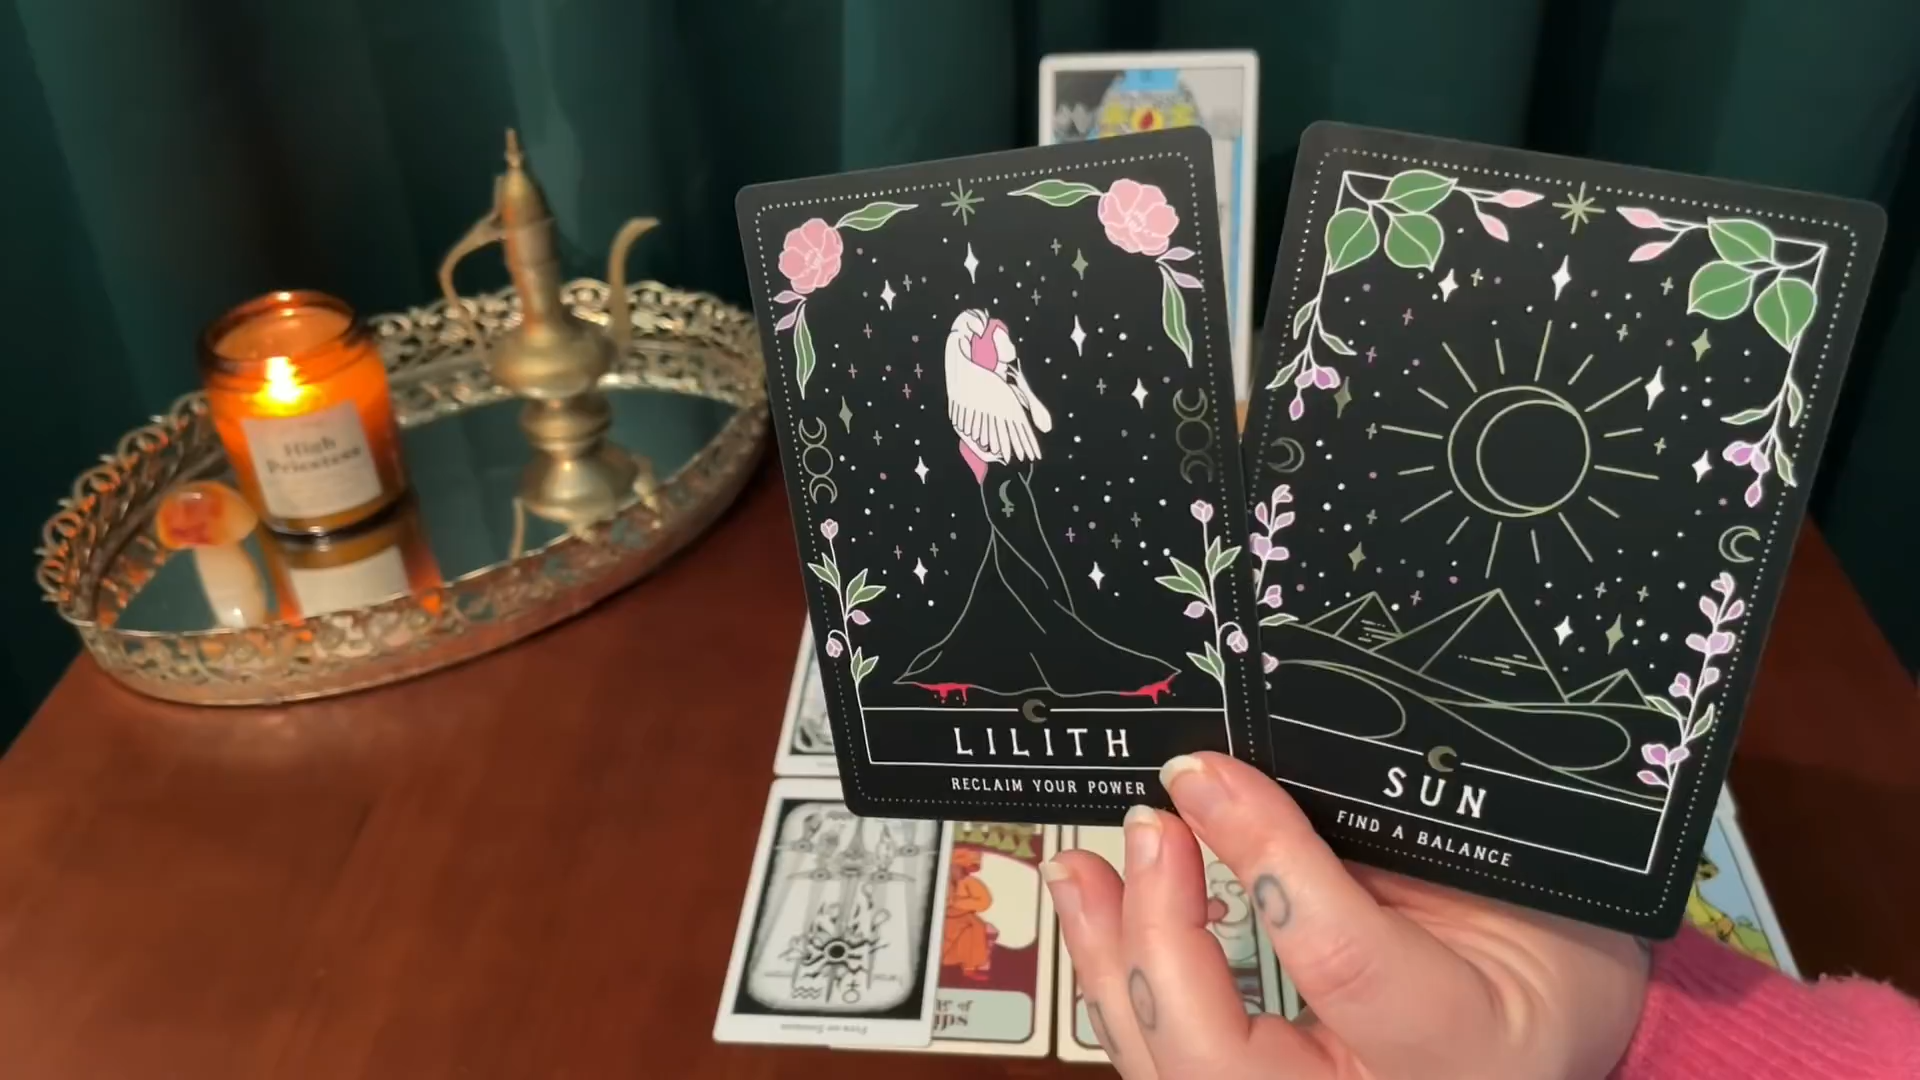 High
Priestess
LILITH
RECLAIM YOUR POWER
SUN
FIND A BALANCE